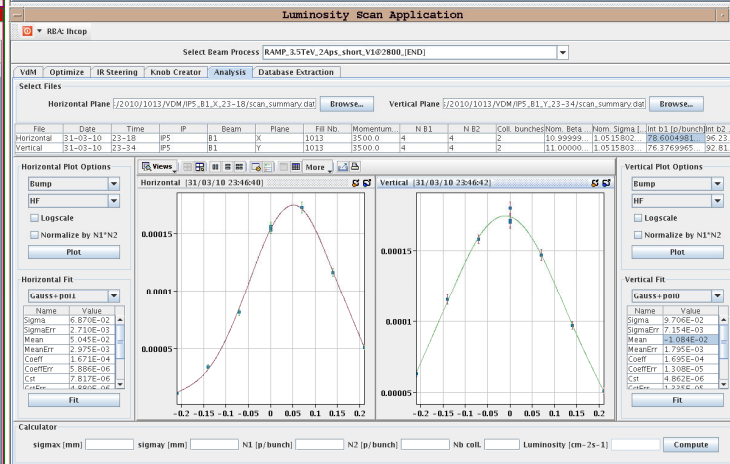 Luminosity Scan Application
RBA: lhcop
Select Beam Process RAMP_3.5TeV_2Aps_short_V1@2800_[END]
VdM Optimize IR Steering Knob Creator Analysis Database Extraction
Select Files
Horizontal Plane :/2010/1013/VDM/IP5_B1_X_23-18/scan_summary.dat Browse... Vertical Plane :/2010/1013/VDM/IP5_B1_Y_23-34/scan_summary.dat Browse...
File Date Time IP Beam Plane Fill Nb. Momentum... N B1 N B2 Coll. bunches Nom. Beta ... Nom. Sigma [... Int b1 [p/bunch] Int b2 ...
Horizontal 31-03-10 23-18 IP5 B1 X 1013 3500.0 4 4 2 10.99999... 1.0515802... 78.6004981... 96.23...
Vertical 31-03-10 23-34 IP5 B1 Y 1013 3500.0 4 4 2 11.00000... 1.0515803... 76.3769965... 92.81...
Horizontal Plot Options
Bump
HF
Logscale
Normalize by N1*N2
Plot
Horizontal Fit
Gauss+pol1
Name Value
Sigma 6.870E-02
SigmaErr 2.710E-03
Mean 5.045E-02
MeanErr 2.975E-03
Coeff 1.671E-04
CoeffErr 5.886E-06
Cst 7.817E-06
CstErr 4.880E-06
Fit
Views More
Horizontal [31/03/10 23:46:40]
0.00015
0.0001
0.00005
-0.2 -0.15 -0.1 -0.05 0 0.05 0.1 0.15 0.2
Vertical [31/03/10 23:46:42]
0.00015
0.0001
0.00005
-0.2 -0.15 -0.1 -0.05 0 0.05 0.1 0.15 0.2
Vertical Plot Options
Bump
HF
Logscale
Normalize by N1*N2
Plot
Vertical Fit
Gauss+pol0
Name Value
Sigma 9.706E-02
SigmaErr 7.154E-03
Mean -1.084E-02
MeanErr 1.795E-03
Coeff 1.695E-04
CoeffErr 1.308E-05
Cst 4.862E-06
CstErr 1.335E-05
Fit
Calculator
sigmax [mm] sigmay [mm] N1 [p/bunch] N2 [p/bunch] Nb coll. Luminosity [cm-2s-1] Compute